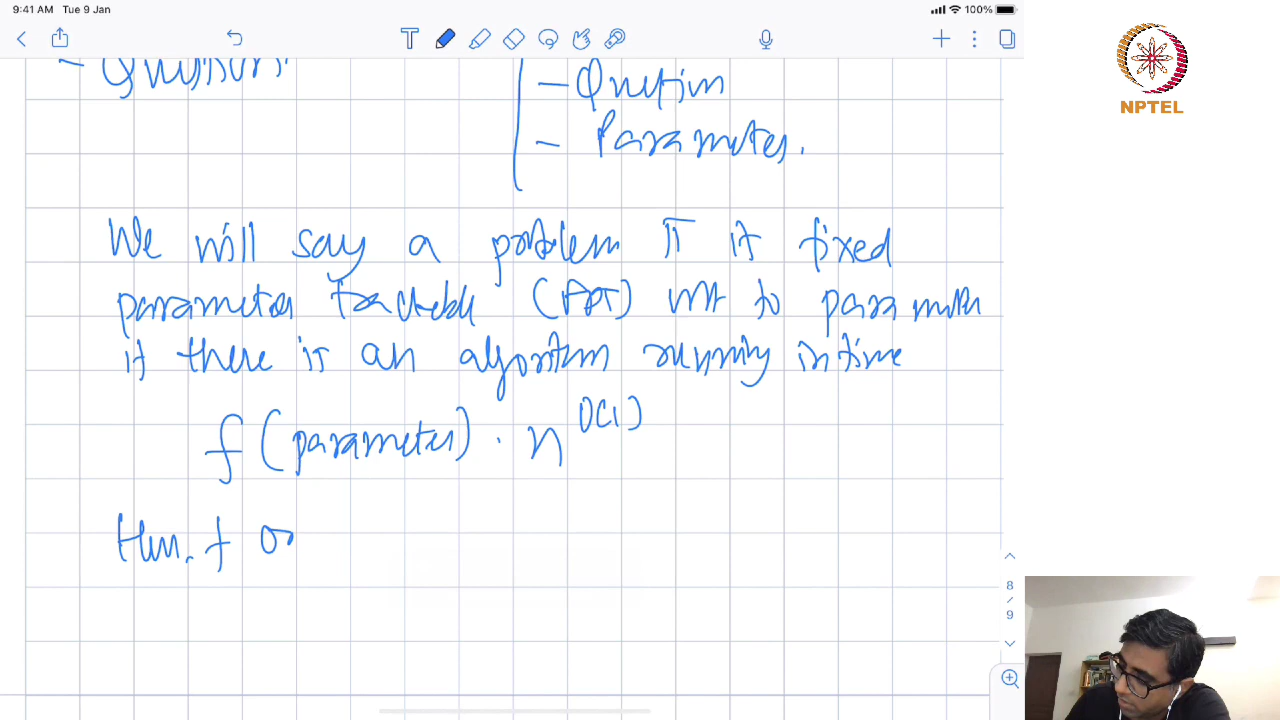 9:41 AM Tue 9 Jan
100%
NPTEL
- Question
- Parameter.
We will say a problem Π is fixed
parameter tractable (FPT) wrt to parameter
if there is an algorithm running in time
f (parameter) · n^O(1)
Here, f
8
/
9